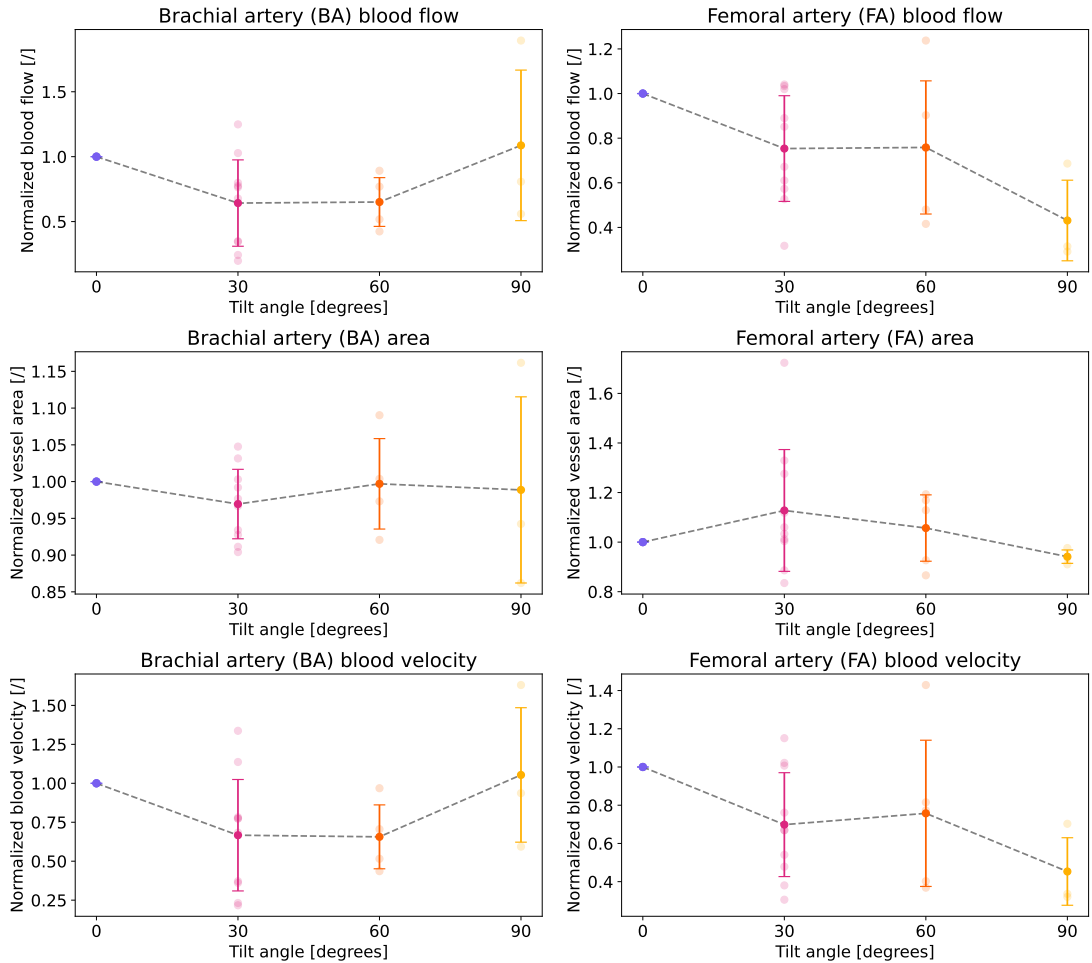 Brachial artery (BA) blood flow
Normalized blood flow [/]
1.5
1.0
0.5
0 30 60 90
Tilt angle [degrees]
Femoral artery (FA) blood flow
Normalized blood flow [/]
1.2
1.0
0.8
0.6
0.4
0 30 60 90
Tilt angle [degrees]
Brachial artery (BA) area
Normalized vessel area [/]
1.15
1.10
1.05
1.00
0.95
0.90
0.85
0 30 60 90
Tilt angle [degrees]
Femoral artery (FA) area
Normalized vessel area [/]
1.6
1.4
1.2
1.0
0.8
0 30 60 90
Tilt angle [degrees]
Brachial artery (BA) blood velocity
Normalized blood velocity [/]
1.50
1.25
1.00
0.75
0.50
0.25
0 30 60 90
Tilt angle [degrees]
Femoral artery (FA) blood velocity
Normalized blood velocity [/]
1.4
1.2
1.0
0.8
0.6
0.4
0 30 60 90
Tilt angle [degrees]